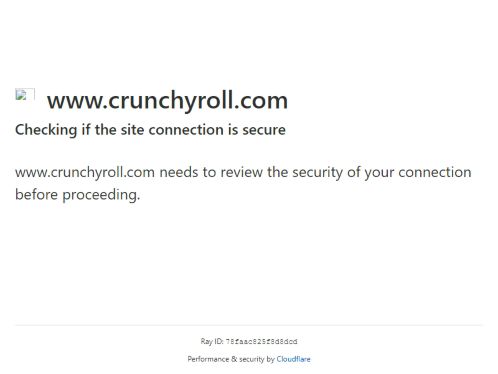 www.crunchyroll.com
Checking if the site connection is secure
www.crunchyroll.com needs to review the security of your connection
before proceeding.
Ray ID: 78faac825f8d8dcd
Performance & security by Cloudflare